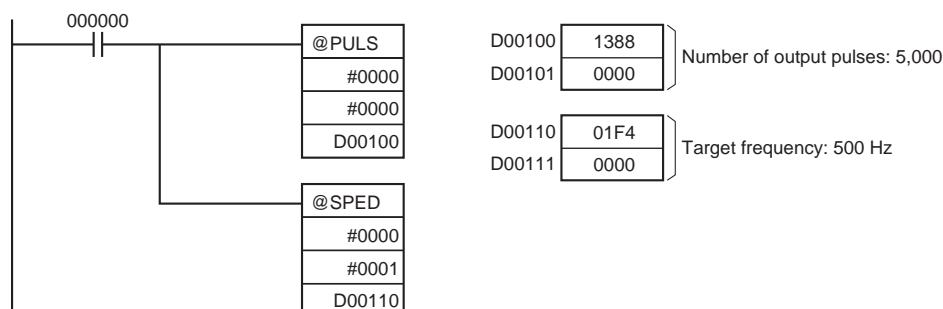 000000
@PULS
#0000
#0000
D00100
@SPED
#0000
#0001
D00110
D00100 1388
D00101 0000
Number of output pulses: 5,000
D00110 01F4
D00111 0000
Target frequency: 500 Hz